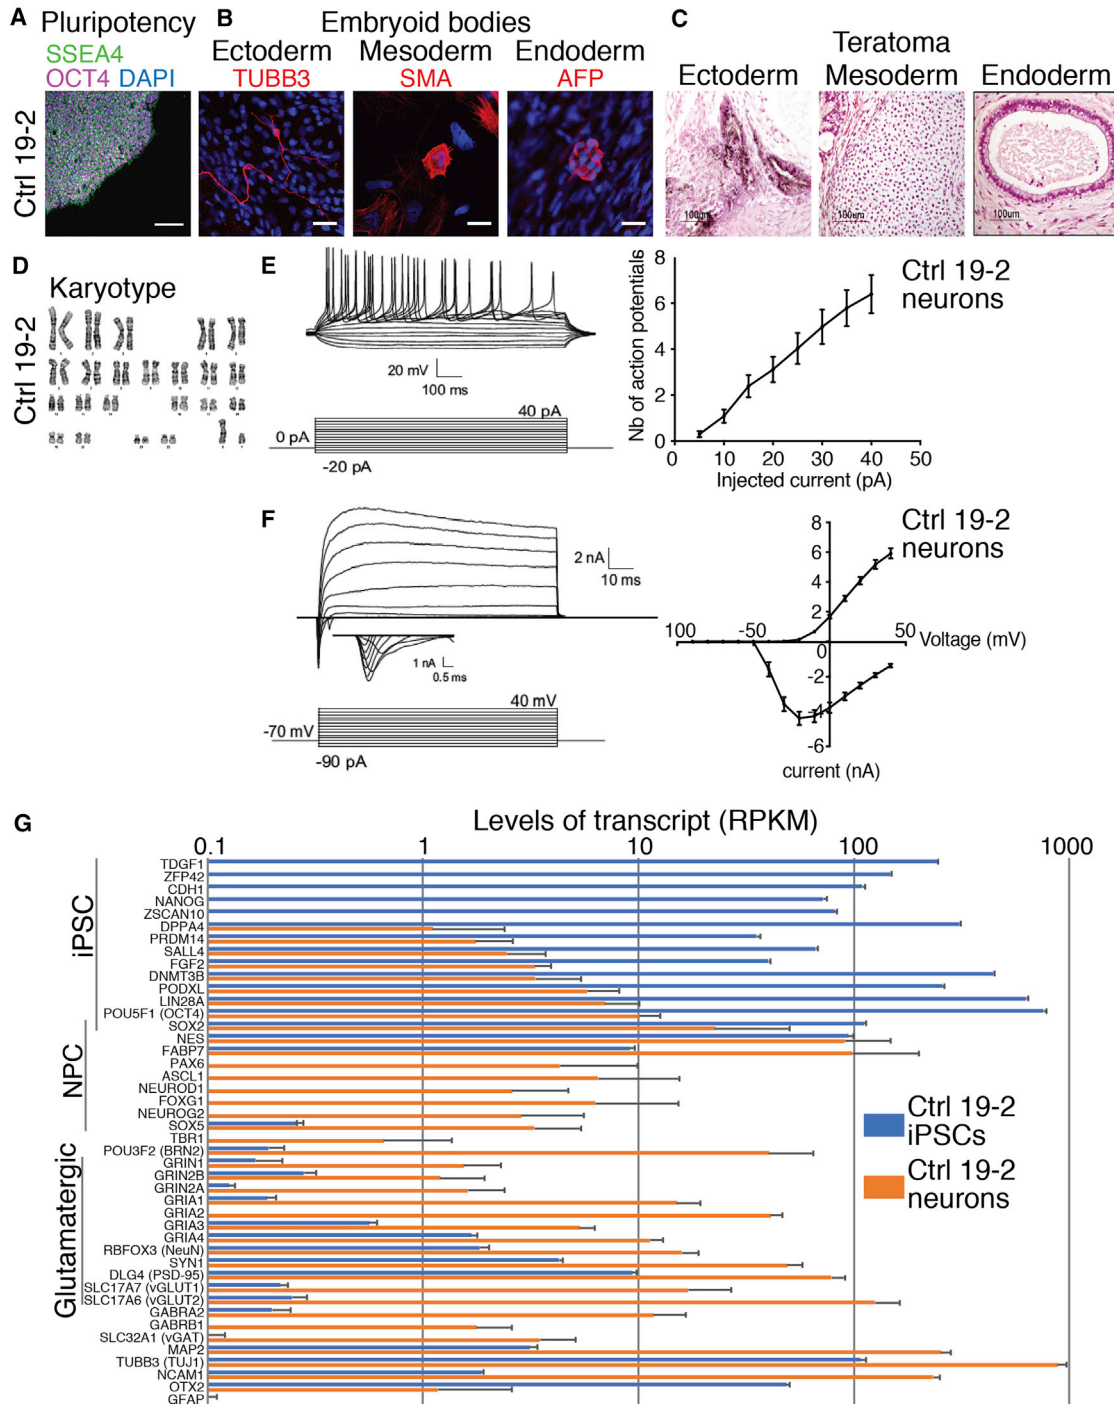 A Pluripotency
SSEA4
OCT4 DAPI
Ctrl 19-2
B Embryoid bodies
Ectoderm Mesoderm Endoderm
TUBB3 SMA AFP
C Teratoma
Ectoderm Mesoderm Endoderm
100um 100um 100um
D Karyotype
Ctrl 19-2
E
20 mV
100 ms
40 pA
0 pA
-20 pA
Ctrl 19-2
neurons
Nb of action potentials
8
6
4
2
0
0 10 20 30 40 50
Injected current (pA)
F
2 nA
10 ms
1 nA
0.5 ms
40 mV
-70 mV
-90 pA
Ctrl 19-2
neurons
8
6
4
2
100 -50 50
Voltage (mV)
0
-2
-4
-6
current (nA)
G Levels of transcript (RPKM)
0.1 1 10 100 1000
iPSC
TDGF1
ZFP42
CDH1
NANOG
ZSCAN10
DPPA4
PRDM14
SALL4
FGF2
DNMT3B
PODXL
LIN28A
POU5F1 (OCT4)
SOX2
NPC
NES
FABP7
PAX6
ASCL1
NEUROD1
FOXG1
NEUROG2
SOX5
TBR1
POU3F2 (BRN2)
Glutamatergic
GRIN1
GRIN2B
GRIN2A
GRIA1
GRIA2
GRIA3
GRIA4
RBFOX3 (NeuN)
SYN1
DLG4 (PSD-95)
SLC17A7 (vGLUT1)
SLC17A6 (vGLUT2)
GABRA2
GABRB1
SLC32A1 (vGAT)
MAP2
TUBB3 (TUJ1)
NCAM1
OTX2
GFAP
Ctrl 19-2
iPSCs
Ctrl 19-2
neurons